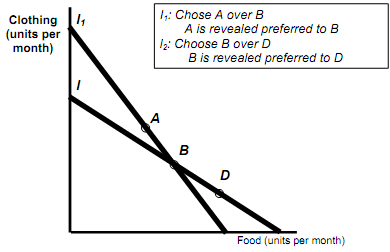 Clothing
(units per
month)
I₁
I₁: Chose A over B
A is revealed preferred to B
I₂: Choose B over D
B is revealed preferred to D
I
A
B
D
Food (units per month)